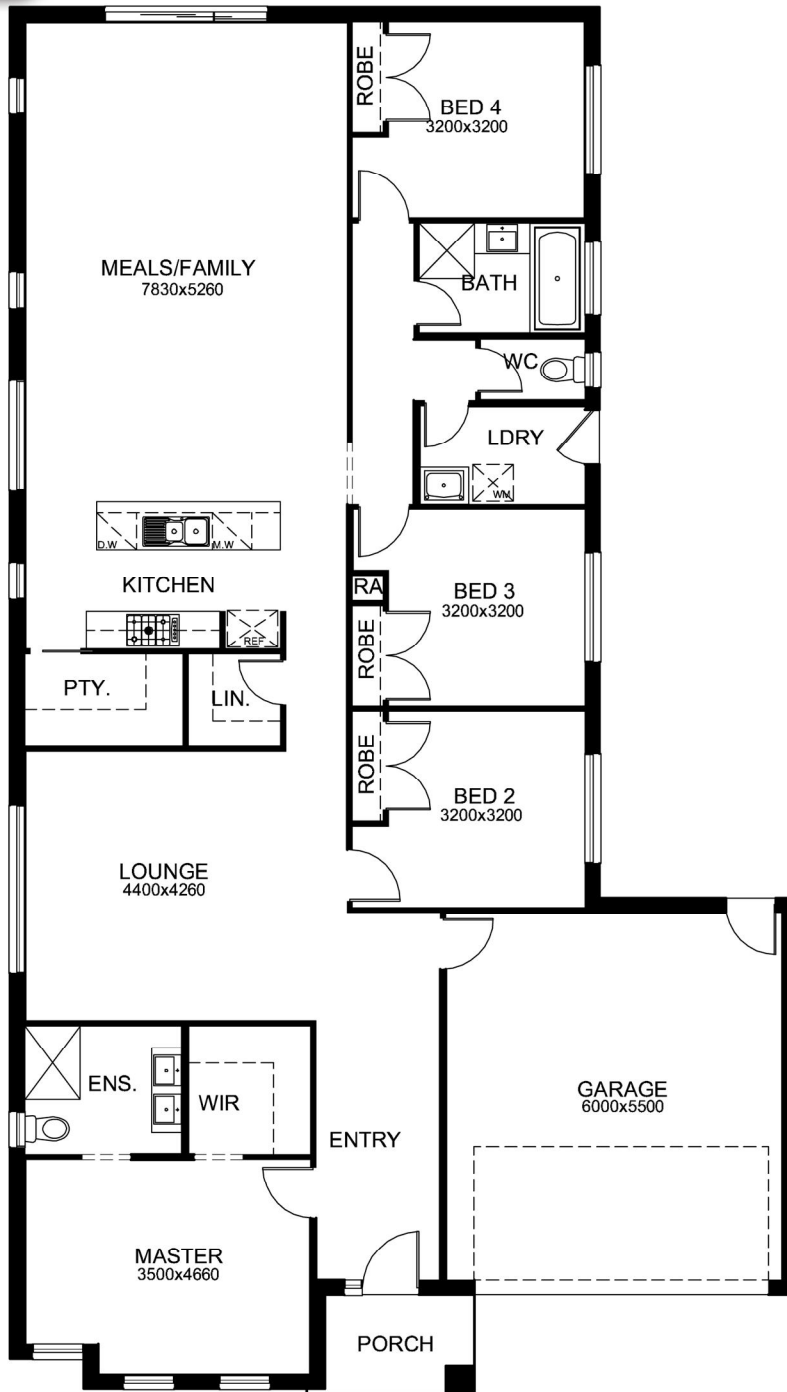 ROBE
BED 4
3200x3200
MEALS/FAMILY
7830x5260
BATH
WC
LDRY
WM
D.W
M.W
KITCHEN
REF
RA
BED 3
3200x3200
ROBE
PTY.
LIN.
ROBE
BED 2
3200x3200
LOUNGE
4400x4260
ENS.
WIR
GARAGE
6000x5500
ENTRY
MASTER
3500x4660
PORCH